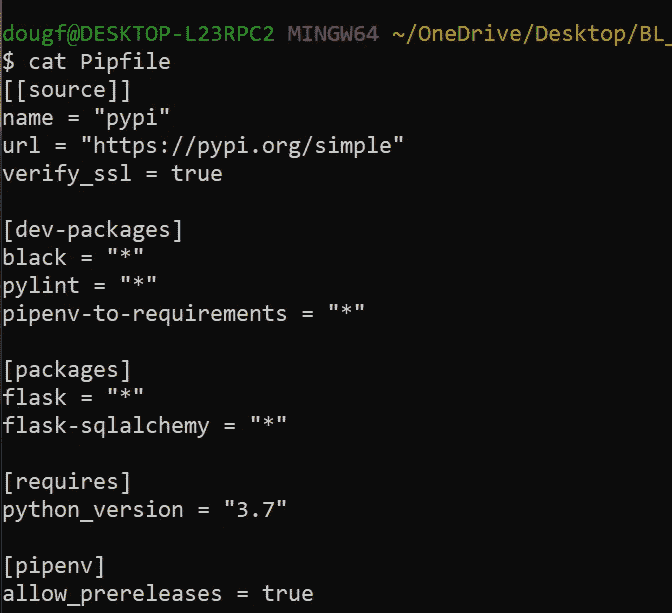 dougf@DESKTOP-L23RPC2 MINGW64 ~/OneDrive/Desktop/BL_
$ cat Pipfile
[[source]]
name = "pypi"
url = "https://pypi.org/simple"
verify_ssl = true
[dev-packages]
black = "*"
pylint = "*"
pipenv-to-requirements = "*"
[packages]
flask = "*"
flask-sqlalchemy = "*"
[requires]
python_version = "3.7"
[pipenv]
allow_prereleases = true